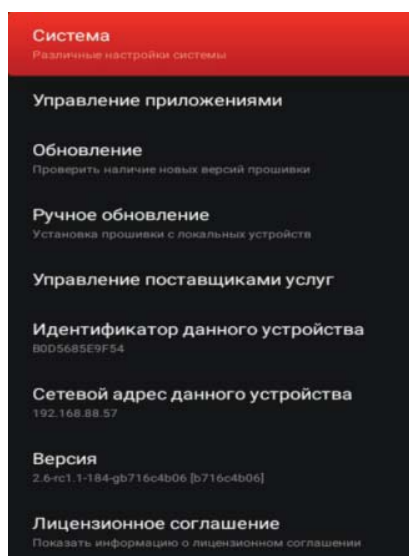 Система
Различные настройки системы
Управление приложениями
Обновление
Проверить наличие новых версий прошивки
Ручное обновление
Установка прошивки с локальных устройств
Управление поставщиками услуг
Идентификатор данного устройства
B0D5685E9F54
Сетевой адрес данного устройства
192.168.88.57
Версия
2.6-rc1.1-184-gb716c4b06 [b716c4b06]
Лицензионное соглашение
Показать информацию о лицензионном соглашении